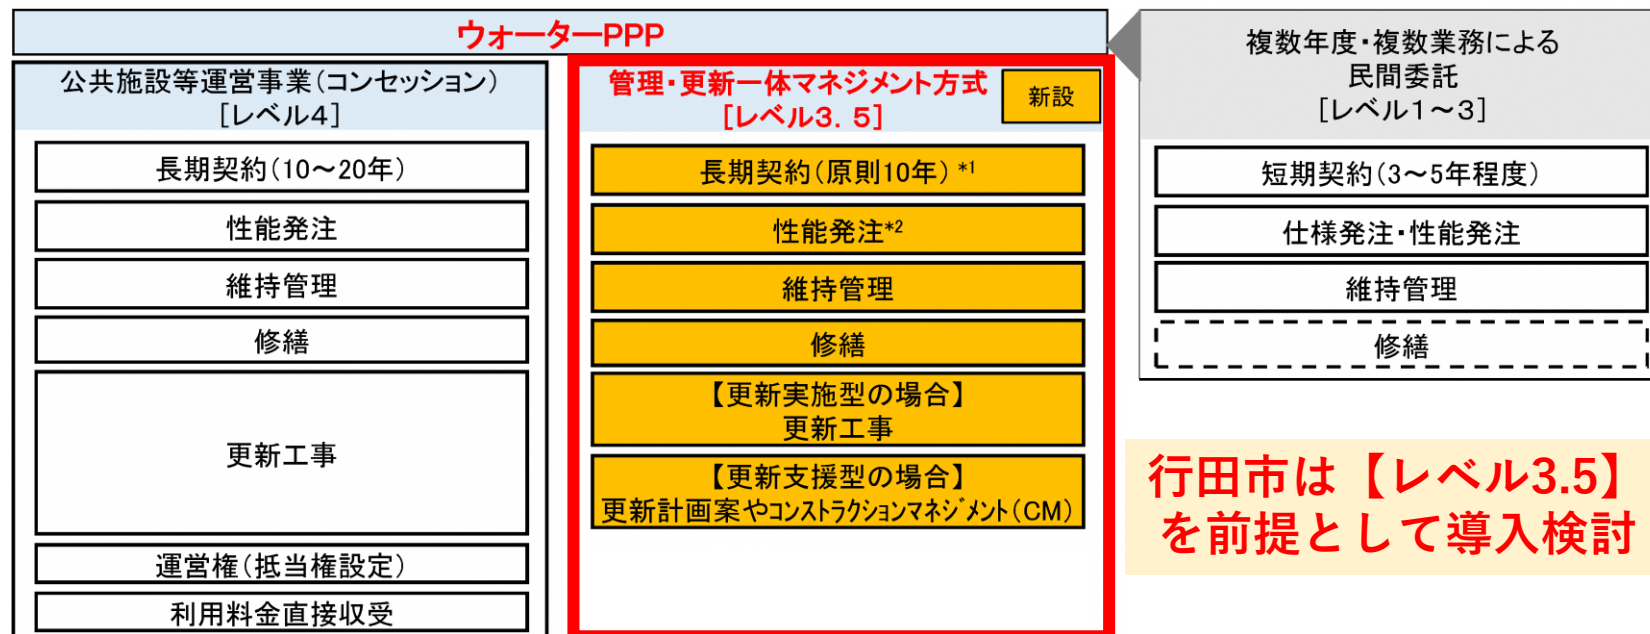 ウォーターPPP
公共施設等運営事業(コンセッション)
[レベル4]
長期契約(10～20年)
性能発注
維持管理
修繕
更新工事
運営権(抵当権設定)
利用料金直接収受
管理・更新一体マネジメント方式
[レベル3．5]
新設
長期契約(原則10年) *1
性能発注*2
維持管理
修繕
【更新実施型の場合】
更新工事
【更新支援型の場合】
更新計画案やコンストラクションマネジメント(CM)
複数年度・複数業務による
民間委託
[レベル1～3]
短期契約(3～5年程度)
仕様発注・性能発注
維持管理
修繕
行田市は【レベル3.5】
を前提として導入検討